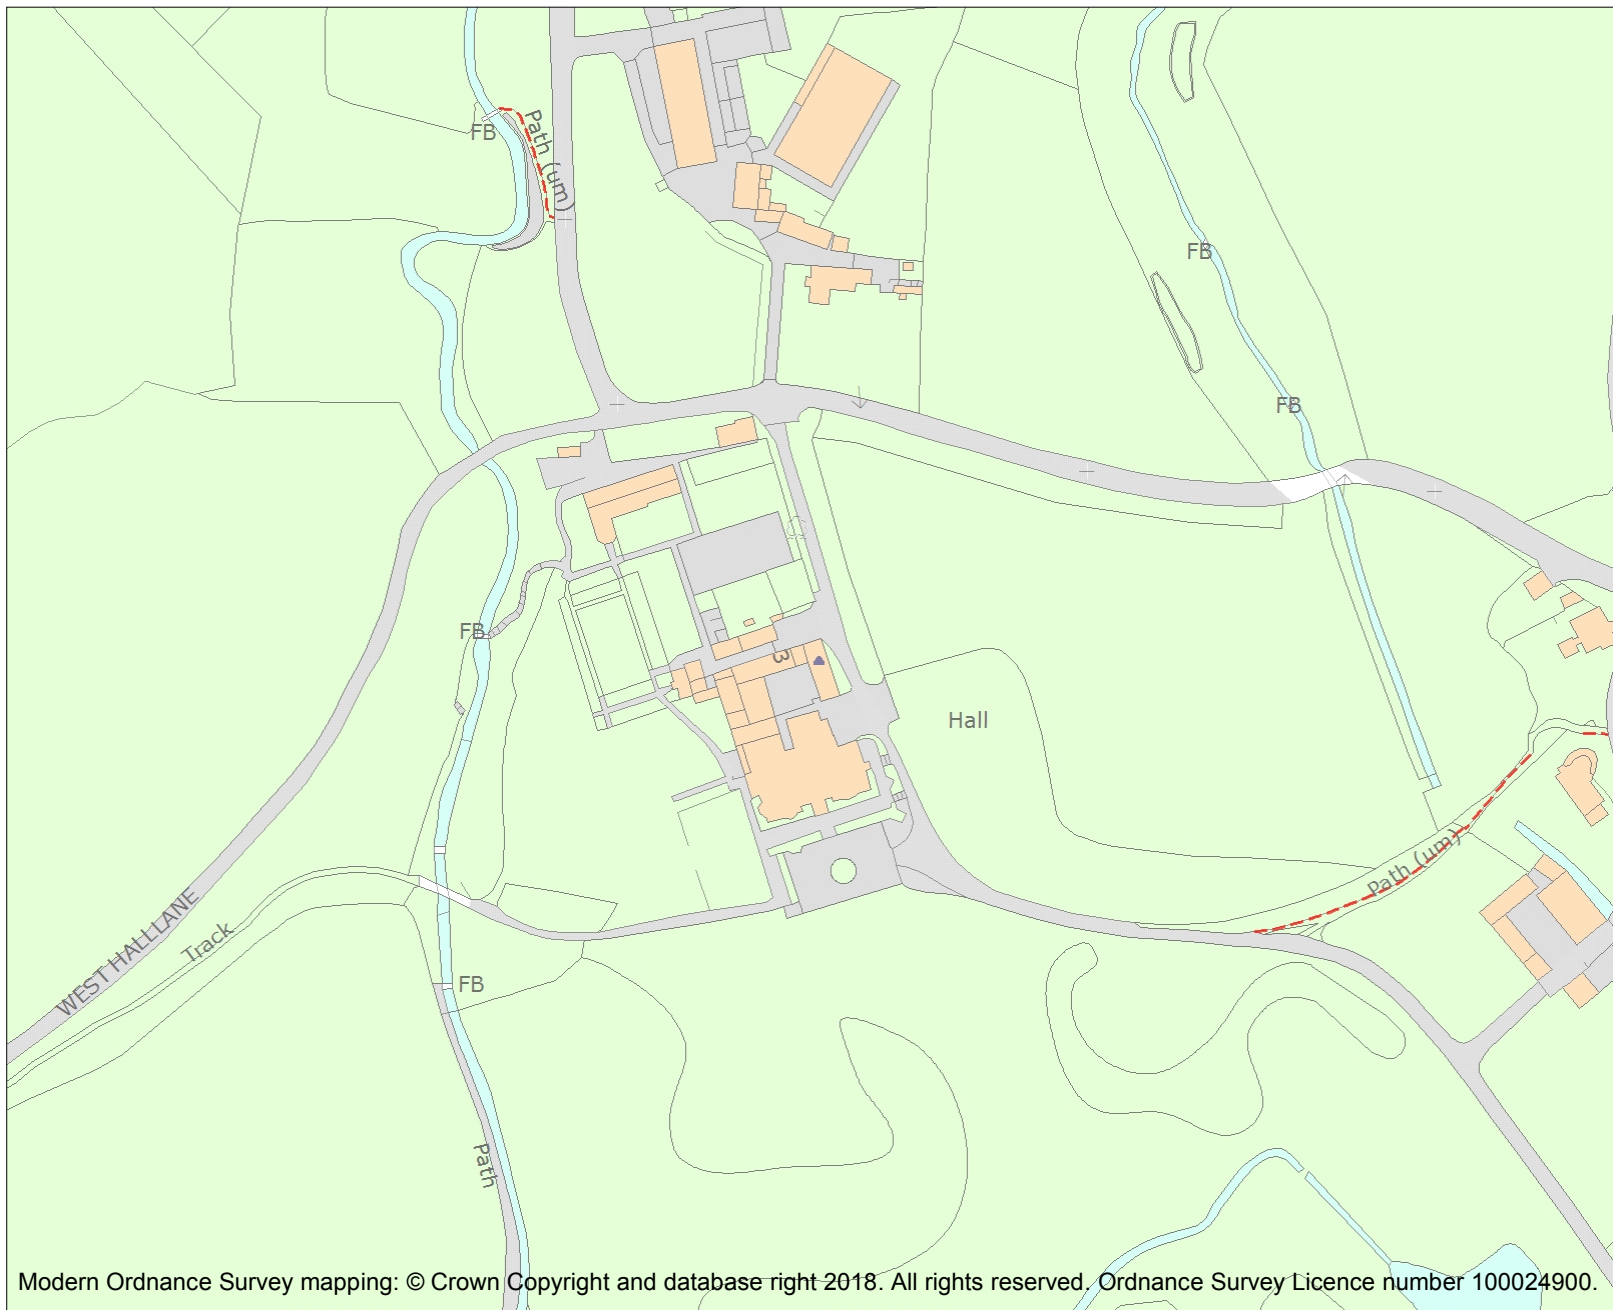 Path (um)
FB
FB
FB
FB
3
Hall
Path (um)
WEST HALL LANE
Track
FB
Path
Modern Ordnance Survey mapping: © Crown Copyright and database right 2018. All rights reserved. Ordnance Survey Licence number 100024900.